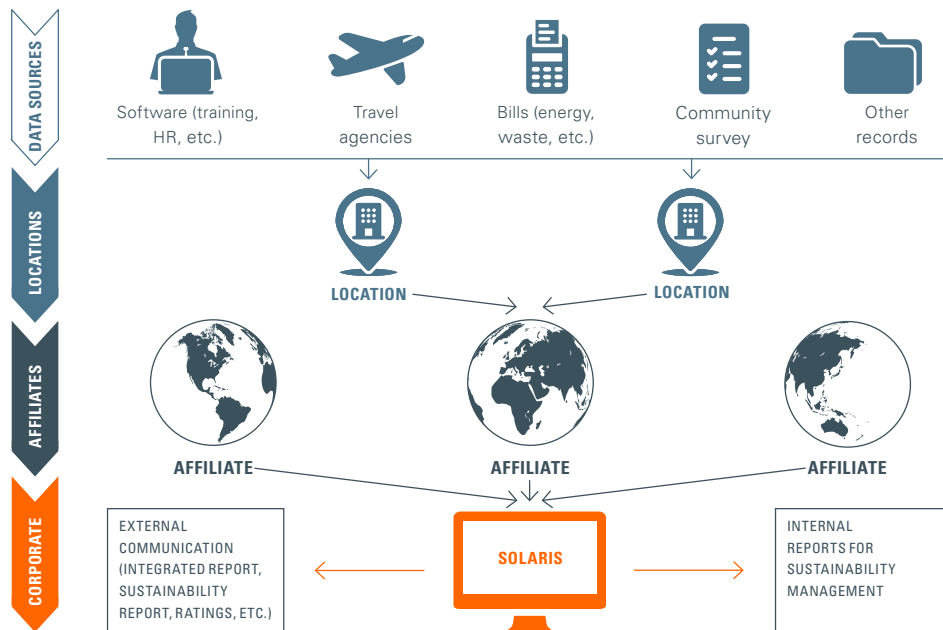 DATA SOURCES
Software (training,
HR, etc.)
Travel
agencies
Bills (energy,
waste, etc.)
Community
survey
Other
records
LOCATIONS
LOCATION
LOCATION
AFFILIATES
AFFILIATE
AFFILIATE
AFFILIATE
CORPORATE
EXTERNAL
COMMUNICATION
(INTEGRATED REPORT,
SUSTAINABILITY
REPORT, RATINGS, ETC.)
SOLARIS
INTERNAL
REPORTS FOR
SUSTAINABILITY
MANAGEMENT